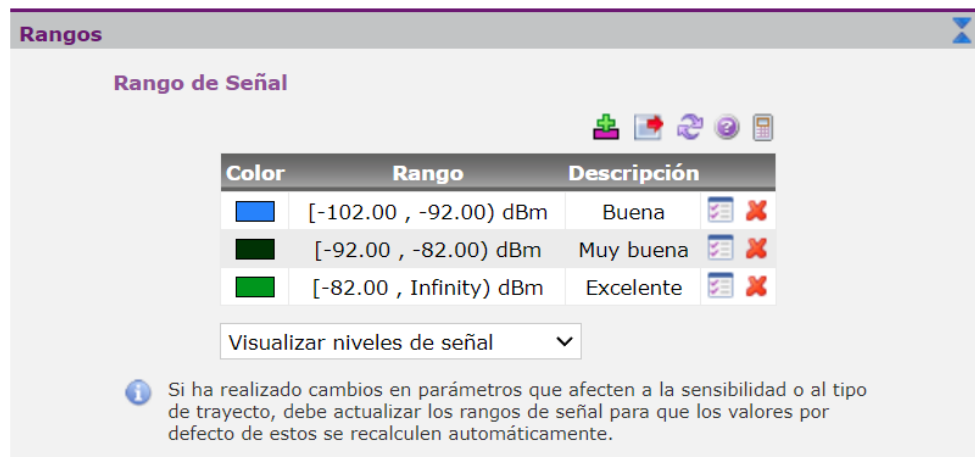 Rangos
Rango de Señal
Color Rango Descripción
[-102.00 , -92.00) dBm Buena
[-92.00 , -82.00) dBm Muy buena
[-82.00 , Infinity) dBm Excelente
Visualizar niveles de señal
Si ha realizado cambios en parámetros que afecten a la sensibilidad o al tipo
de trayecto, debe actualizar los rangos de señal para que los valores por
defecto de estos se recalculen automáticamente.